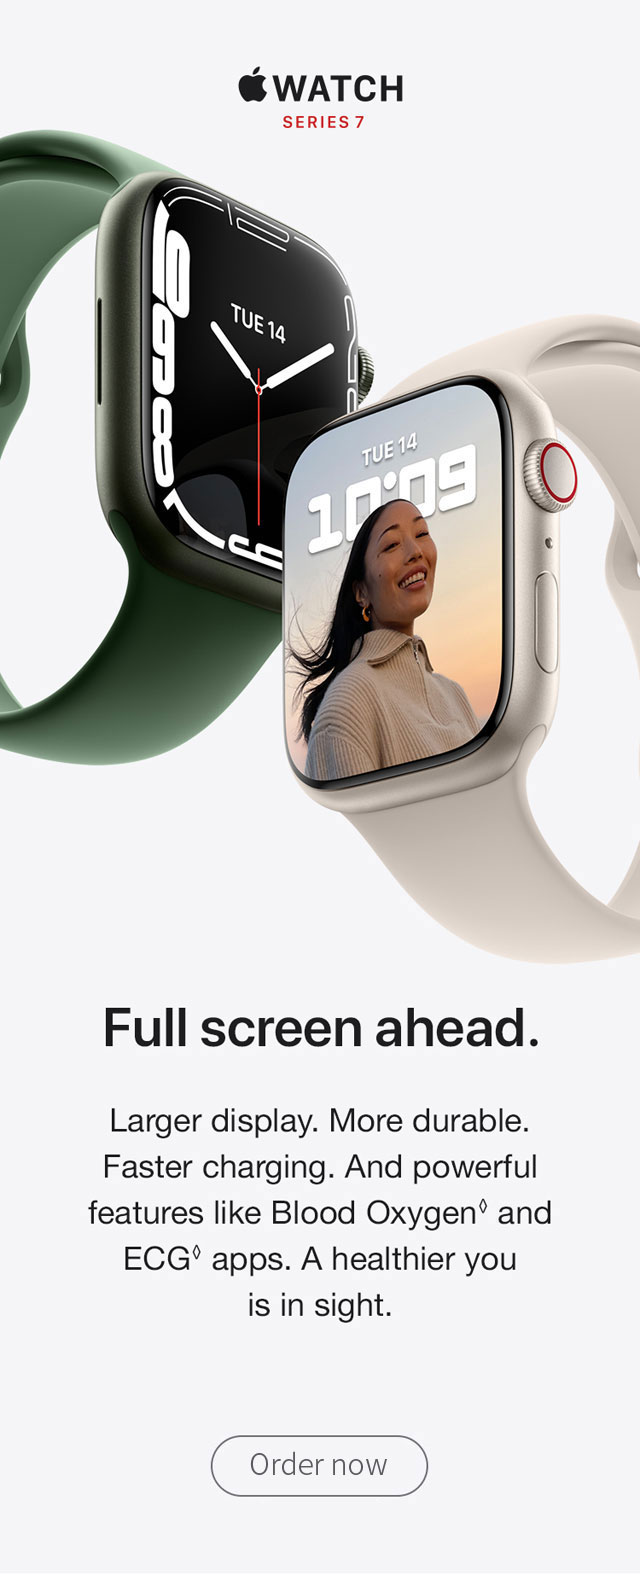 WATCH
SERIES 7
TUE 14
TUE 14
10:09
Full screen ahead.
Larger display. More durable.
Faster charging. And powerful
features like Blood Oxygen◊ and
ECG◊ apps. A healthier you
is in sight.
Order now